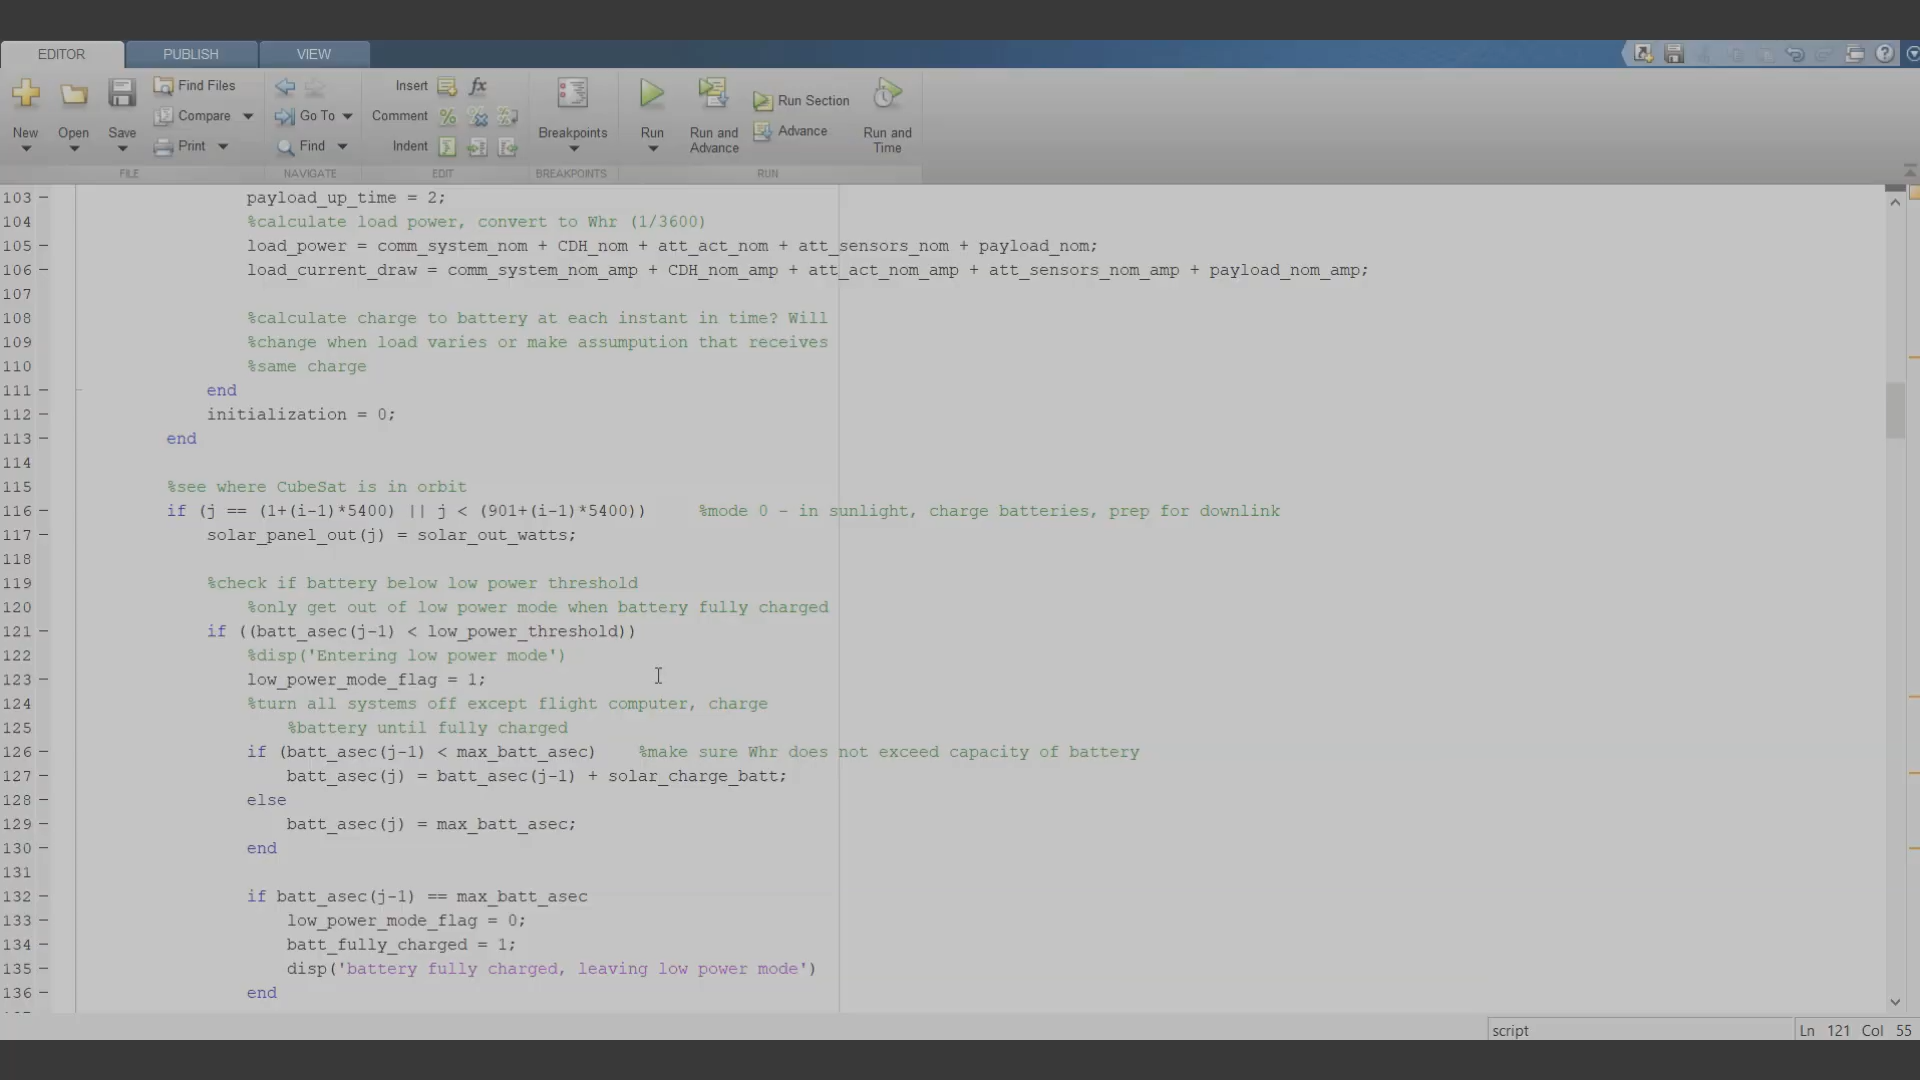 EDITOR PUBLISH VIEW
New
Open
Save
Find Files
Compare
Print
FILE
Go To
Find
NAVIGATE
Insert fx
Comment
Indent
EDIT
Breakpoints
BREAKPOINTS
Run
Run and
Advance
Run Section
Advance
Run and
Time
RUN
103 – payload_up_time = 2;
104 %calculate load power, convert to Whr (1/3600)
105 – load_power = comm_system_nom + CDH_nom + att_act_nom + att_sensors_nom + payload_nom;
106 – load_current_draw = comm_system_nom_amp + CDH_nom_amp + att_act_nom_amp + att_sensors_nom_amp + payload_nom_amp;
107
108 %calculate charge to battery at each instant in time? Will
109 %change when load varies or make assumpution that receives
110 %same charge
111 – end
112 – initialization = 0;
113 – end
114
115 %see where CubeSat is in orbit
116 – if (j == (1+(i-1)*5400) || j < (901+(i-1)*5400)) %mode 0 - in sunlight, charge batteries, prep for downlink
117 – solar_panel_out(j) = solar_out_watts;
118
119 %check if battery below low power threshold
120 %only get out of low power mode when battery fully charged
121 – if ((batt_asec(j-1) < low_power_threshold))
122 %disp('Entering low power mode')
123 – low_power_mode_flag = 1;
124 %turn all systems off except flight computer, charge
125 %battery until fully charged
126 – if (batt_asec(j-1) < max_batt_asec) %make sure Whr does not exceed capacity of battery
127 – batt_asec(j) = batt_asec(j-1) + solar_charge_batt;
128 – else
129 – batt_asec(j) = max_batt_asec;
130 – end
131
132 – if batt_asec(j-1) == max_batt_asec
133 – low_power_mode_flag = 0;
134 – batt_fully_charged = 1;
135 – disp('battery fully charged, leaving low power mode')
136 – end
script Ln 121 Col 55